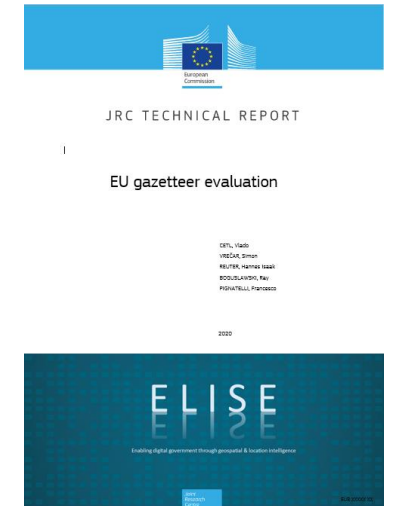 European
Commission
JRC TECHNICAL REPORT
EU gazetteer evaluation
CETL, Vlado
VREČAR, Simon
REUTER, Hannes Isaak
BOGUSLAWSKI, Ray
PIGNATELLI, Francesco
2020
ELISE
Enabling digital government through geospatial & location intelligence
Joint
Research
Centre